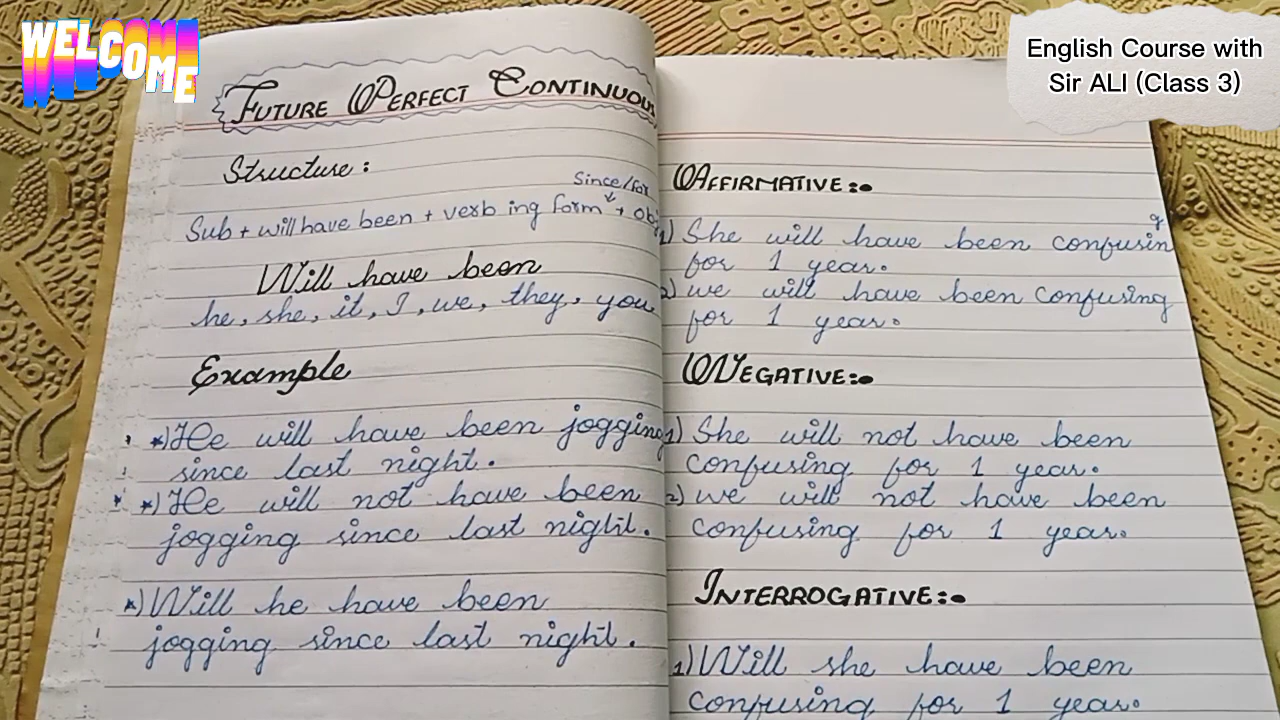 WELCOME
English Course with
Sir ALI (Class 3)
FUTURE PERFECT CONTINUOUS
Structure:
Since/for
Sub + will have been + verb ing form + obj
Will have been
he, she, it, I, we, they, you
Example
*) He will have been jogging
since last night.
*) He will not have been
jogging since last night.
*) Will he have been
jogging since last night.
AFFIRMATIVE:
1) She will have been confusing
for 1 year.
2) we will have been confusing
for 1 year.
NEGATIVE:
1) She will not have been
confusing for 1 year.
2) we will not have been
confusing for 1 year.
INTERROGATIVE:
1) Will she have been
confusing for 1 year.